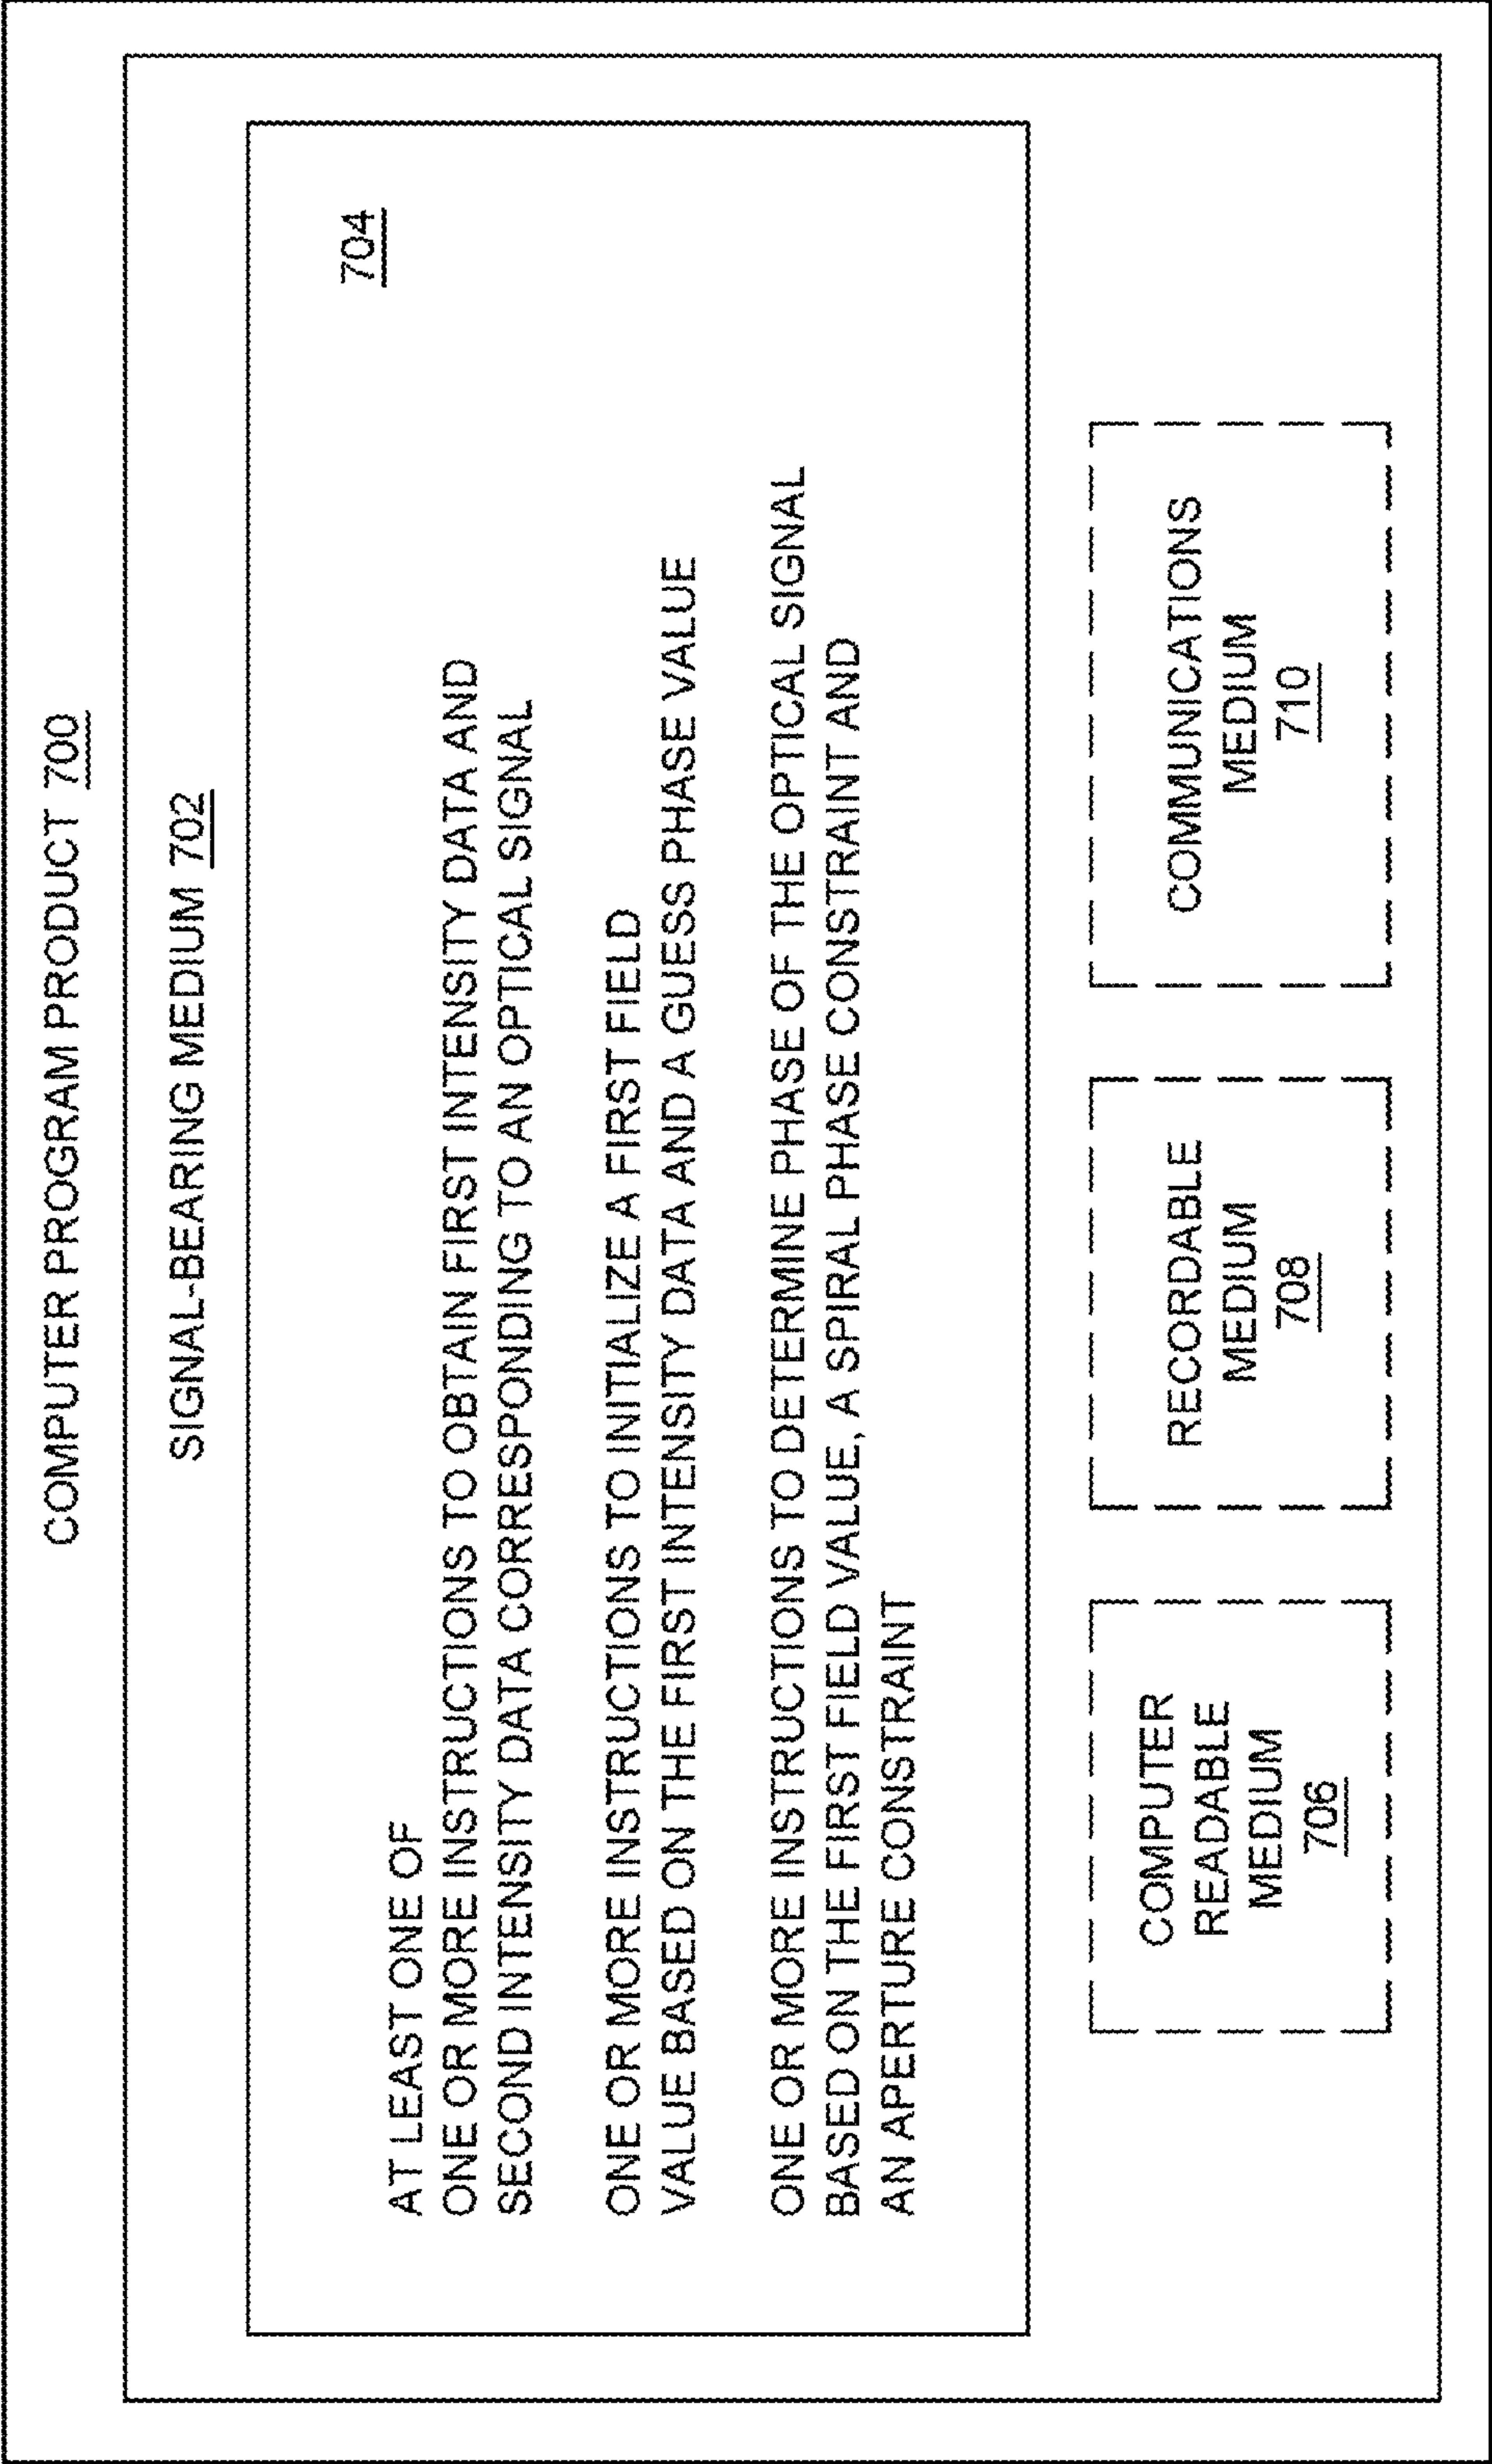 COMPUTER PROGRAM PRODUCT 700
SIGNAL-BEARING MEDIUM 702
704
AT LEAST ONE OF
ONE OR MORE INSTRUCTIONS TO OBTAIN FIRST INTENSITY DATA AND
SECOND INTENSITY DATA CORRESPONDING TO AN OPTICAL SIGNAL
ONE OR MORE INSTRUCTIONS TO INITIALIZE A FIRST FIELD
VALUE BASED ON THE FIRST INTENSITY DATA AND A GUESS PHASE VALUE
ONE OR MORE INSTRUCTIONS TO DETERMINE PHASE OF THE OPTICAL SIGNAL
BASED ON THE FIRST FIELD VALUE, A SPIRAL PHASE CONSTRAINT AND
AN APERTURE CONSTRAINT
COMPUTER
READABLE
MEDIUM
706
RECORDABLE
MEDIUM
708
COMMUNICATIONS
MEDIUM
710